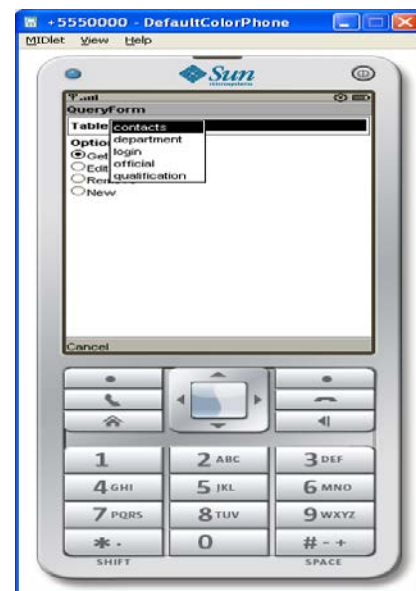 +5550000 - DefaultColorPhone
MIDlet View Help
Sun
microsystems
QueryForm
Table contacts
department
Option
login
Get
official
Edit
qualification
Rem
New
Cancel
1 2 ABC 3 DEF
4 GHI 5 JKL 6 MNO
7 PQRS 8 TUV 9 WXYZ
* . 0 # - +
SHIFT SPACE